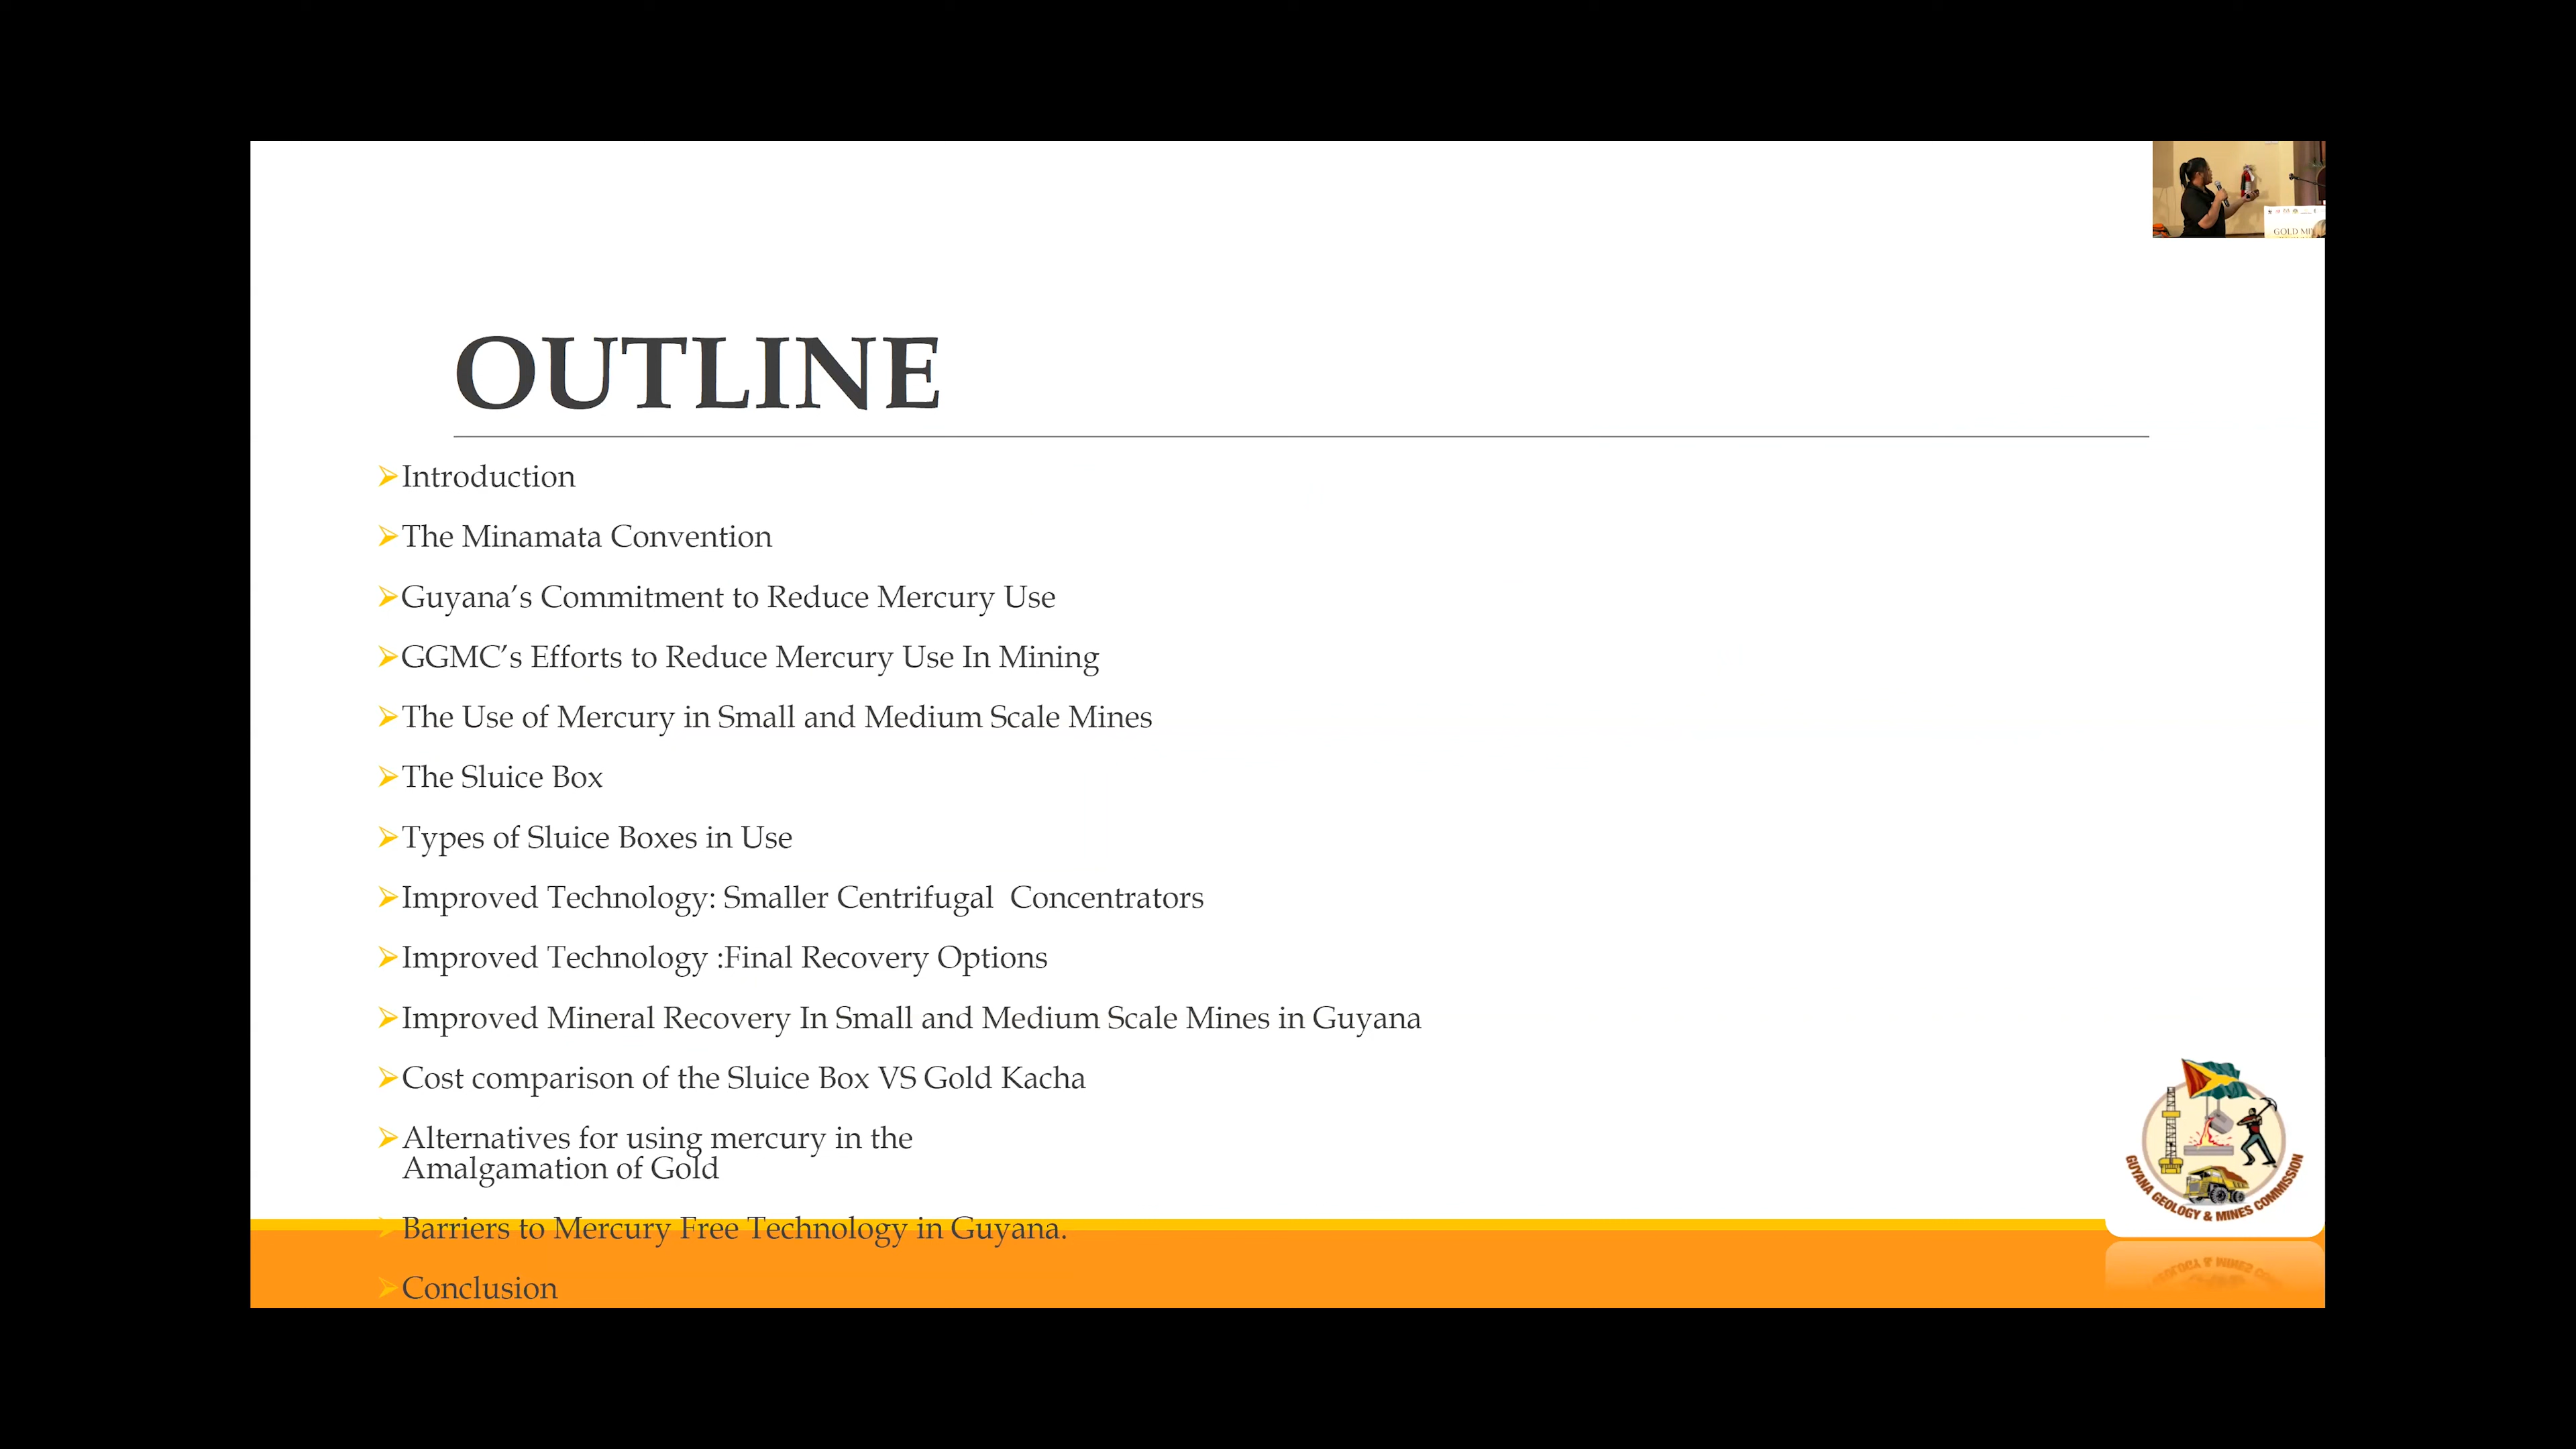 GOLD MI
OUTLINE
Introduction
The Minamata Convention
Guyana’s Commitment to Reduce Mercury Use
GGMC’s Efforts to Reduce Mercury Use In Mining
The Use of Mercury in Small and Medium Scale Mines
The Sluice Box
Types of Sluice Boxes in Use
Improved Technology: Smaller Centrifugal  Concentrators
Improved Technology :Final Recovery Options
Improved Mineral Recovery In Small and Medium Scale Mines in Guyana
Cost comparison of the Sluice Box VS Gold Kacha
Alternatives for using mercury in the
Amalgamation of Gold
Barriers to Mercury Free Technology in Guyana.
Conclusion
GUYANA GEOLOGY & MINES COMMISSION